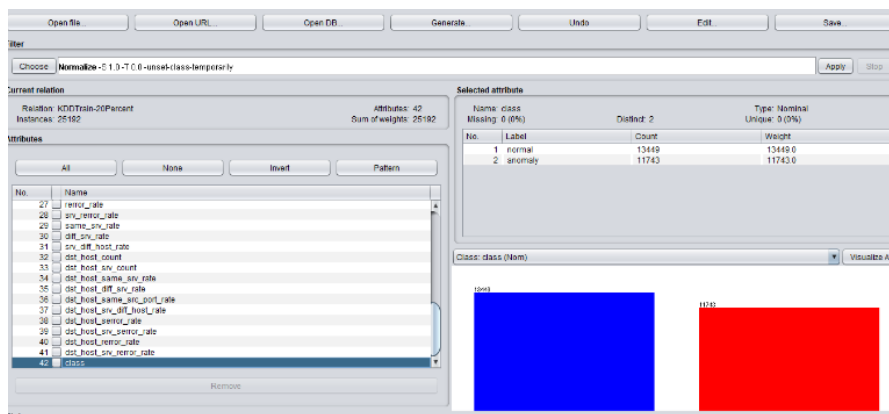 Open file... Open URL... Open DB... Generate... Undo Edit... Save...
Filter
Choose Normalize -S 1.0 -T 0.0 -unset-class-temporarily Apply Stop
Current relation
Relation: KDDTrain-20Percent Attributes: 42
Instances: 25192 Sum of weights: 25192
Attributes
All None Invert Pattern
No. Name
27 rerror_rate
28 srv_rerror_rate
29 same_srv_rate
30 diff_srv_rate
31 srv_diff_host_rate
32 dst_host_count
33 dst_host_srv_count
34 dst_host_same_srv_rate
35 dst_host_diff_srv_rate
36 dst_host_same_src_port_rate
37 dst_host_srv_diff_host_rate
38 dst_host_serror_rate
39 dst_host_srv_serror_rate
40 dst_host_rerror_rate
41 dst_host_srv_rerror_rate
42 class
Remove
Selected attribute
Name: class Type: Nominal
Missing: 0 (0%) Distinct: 2 Unique: 0 (0%)
No. Label Count Weight
1 normal 13449 13449.0
2 anomaly 11743 11743.0
Class: class (Nom) Visualize A
13449
11743